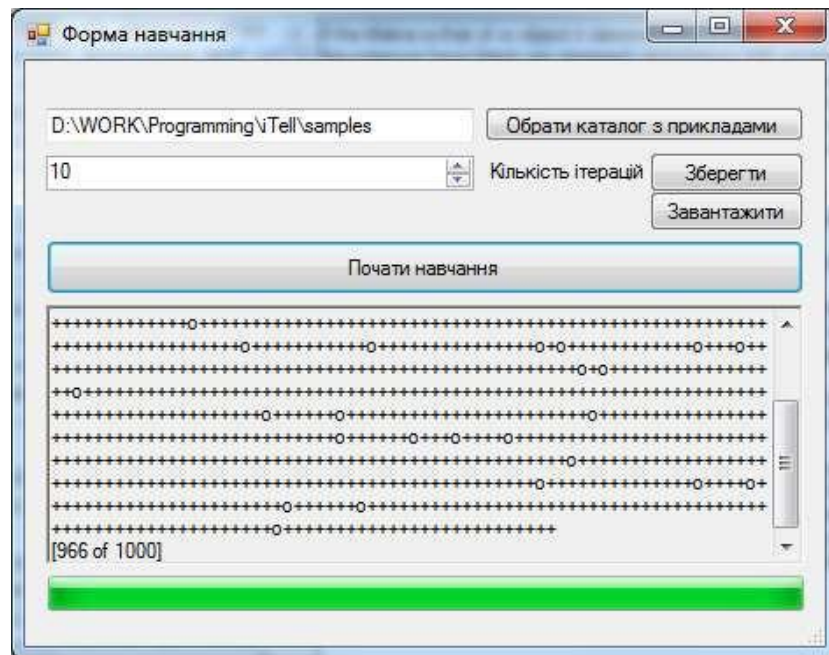 Форма навчання
D:\WORK\Programming\iTell\samples
Обрати каталог з прикладами
10
Кількість ітерацій
Зберегти
Завантажити
Почати навчання
+++++++++++++o++++++++++++++++++++++++++++++++++++++++++++++++++++++
++++++++++++++++++o+++++++++++o+++++++++++++++o+o++++++++++++o+++o++
++++++++++++++++++++++++++++++++++++++++++++++++++o+o+++++++++++++++
++o+++++++++++++++++++++++++++++++++++++++++++++++++++++++++++++++++
++++++++++++++++++++o++++++o+++++++++++++++++++++++o++++++++++++++++
+++++++++++++++++++++++++++o++++++o+++o++++o++++++++++++++++++++++++
+++++++++++++++++++++++++++++++++++++++++++++++++o++++++++++++++++++
++++++++++++++++++++++++++++++++++++++++++++++o++++++++++++++o++++o+
++++++++++++++++++++++o++++++o++++++++++++++++++++++++++++++++++++++
+++++++++++++++++++++o++++++++++++++++++++++++++
[966 of 1000]